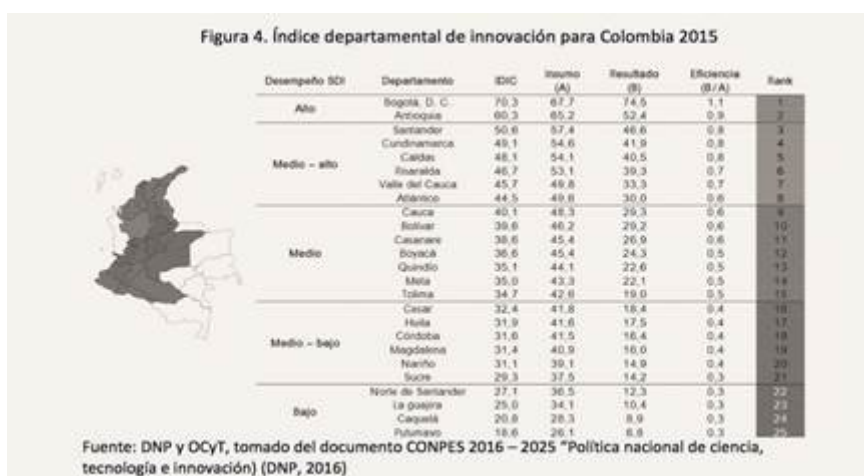 Figura 4. Índice departamental de innovación para Colombia 2015
Desempeño SDI Departamento IDIC Insumo (A) Resultado (B) Eficiencia (B/A) Rank
Alto
Bogotá, D. C. 70,3 67,7 74,5 1,1 1
Antioquia 60,3 65,2 52,4 0,9 2
Medio – alto
Santander 50,6 57,4 46,6 0,8 3
Cundinamarca 49,1 54,6 41,9 0,8 4
Caldas 48,1 54,1 40,5 0,8 5
Risaralda 46,7 53,1 39,3 0,7 6
Valle del Cauca 45,7 49,8 33,3 0,7 7
Atlántico 44,5 49,6 30,0 0,6 8
Medio
Cauca 40,1 48,3 29,3 0,6 9
Bolívar 39,6 46,2 29,2 0,6 10
Casanare 38,6 45,4 26,9 0,6 11
Boyacá 36,6 45,4 24,3 0,5 12
Quindío 35,1 44,1 22,6 0,5 13
Meta 35,0 43,3 22,1 0,5 14
Tolima 34,7 42,6 19,0 0,5 15
Medio – bajo
Cesar 32,4 41,8 18,4 0,4 16
Huila 31,9 41,6 17,5 0,4 17
Córdoba 31,6 41,5 16,4 0,4 18
Magdalena 31,4 40,9 16,0 0,4 19
Nariño 31,1 39,1 14,9 0,4 20
Sucre 29,3 37,5 14,2 0,3 21
Bajo
Norte de Santander 27,1 36,5 12,3 0,3 22
La guajira 25,0 34,1 10,4 0,3 23
Caquetá 20,8 28,3 8,9 0,3 24
Putumayo 18,6 26,1 6,8 0,3 25
Fuente: DNP y OCyT, tomado del documento CONPES 2016 – 2025 “Política nacional de ciencia,
tecnología e innovación) (DNP, 2016)